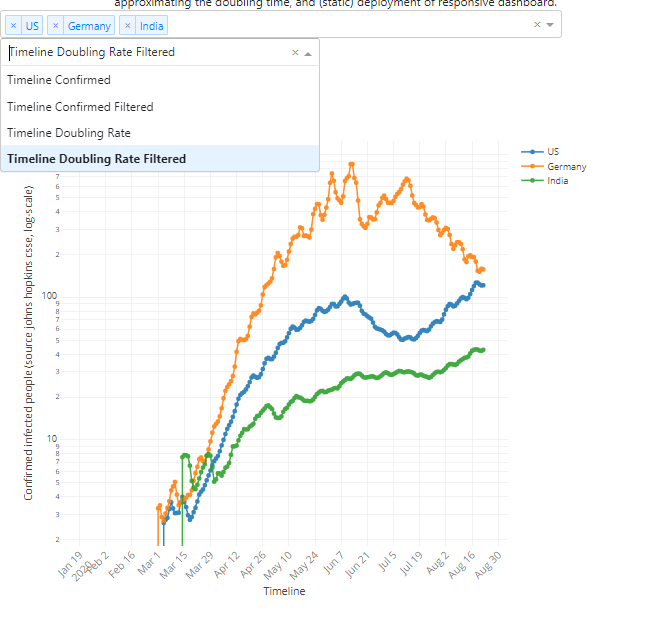 approximating the doubling time, and (static) deployment of responsive dashboard.
× US × Germany × India × 
Timeline Doubling Rate Filtered ×
Timeline Confirmed
Timeline Confirmed Filtered
Timeline Doubling Rate
Timeline Doubling Rate Filtered
US
Germany
India
Confirmed infected people (source johns hopkins csse, log-scale)
7
6
5
4
3
2
100
9
8
7
6
5
4
3
2
10
9
8
7
6
5
4
3
2
Jan 19
2020
Feb 2
Feb 16
Mar 1
Mar 15
Mar 29
Apr 12
Apr 26
May 10
May 24
Jun 7
Jun 21
Jul 5
Jul 19
Aug 2
Aug 16
Aug 30
Timeline